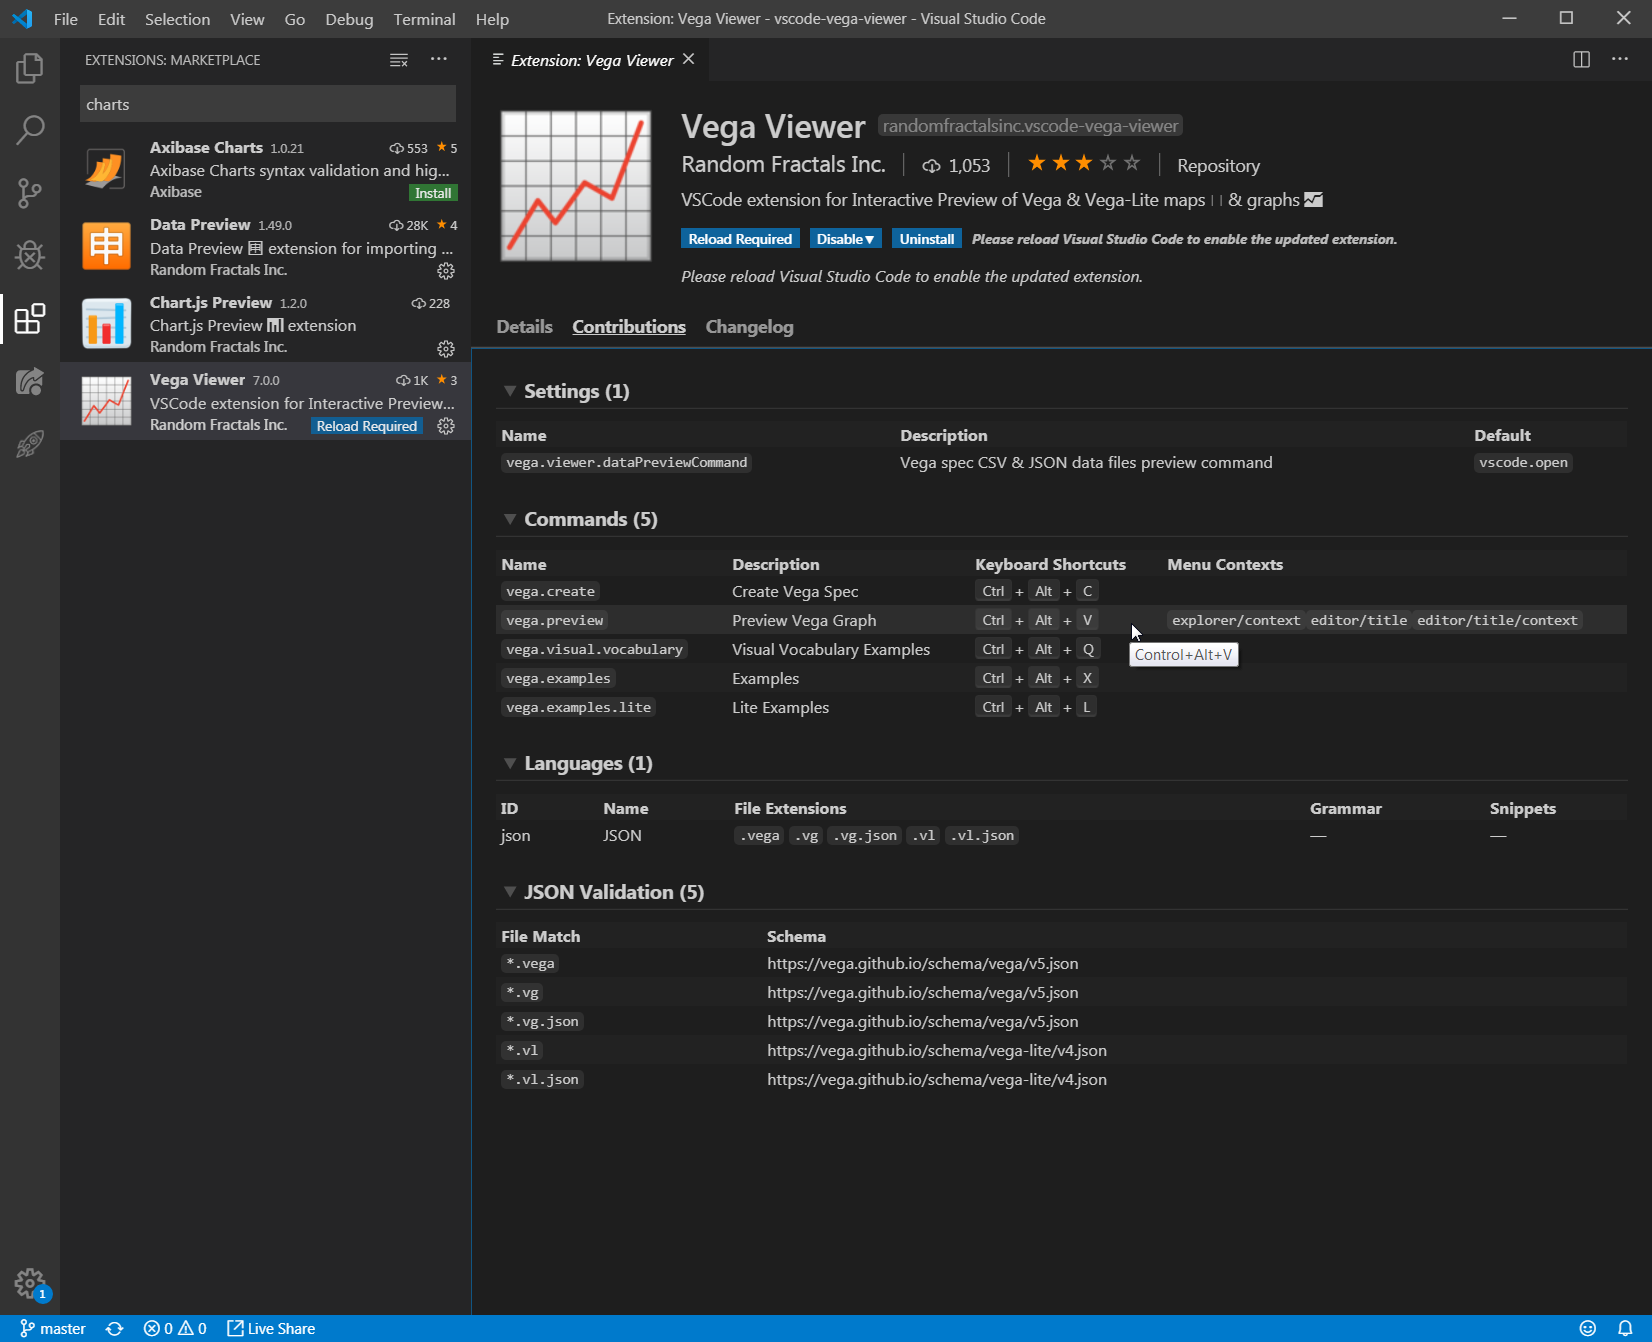 File Edit Selection View Go Debug Terminal Help Extension: Vega Viewer - vscode-vega-viewer - Visual Studio Code
EXTENSIONS: MARKETPLACE
charts
Axibase Charts 1.0.21 553 ★ 5
Axibase Charts syntax validation and hig...
Axibase Install
Data Preview 1.49.0 28K ★ 4
Data Preview 🈸 extension for importing ...
Random Fractals Inc.
Chart.js Preview 1.2.0 228
Chart.js Preview 📊 extension
Random Fractals Inc.
Vega Viewer 7.0.0 1K ★ 3
VSCode extension for Interactive Preview...
Random Fractals Inc. Reload Required
Extension: Vega Viewer
Vega Viewer randomfractalsinc.vscode-vega-viewer
Random Fractals Inc. 1,053 ★★★☆☆ Repository
VSCode extension for Interactive Preview of Vega & Vega-Lite maps & graphs 📈
Reload Required Disable▼ Uninstall Please reload Visual Studio Code to enable the updated extension.
Please reload Visual Studio Code to enable the updated extension.
Details Contributions Changelog
Settings (1)
Name Description Default
vega.viewer.dataPreviewCommand Vega spec CSV & JSON data files preview command vscode.open
Commands (5)
Name Description Keyboard Shortcuts Menu Contexts
vega.create Create Vega Spec Ctrl + Alt + C
vega.preview Preview Vega Graph Ctrl + Alt + V explorer/context editor/title editor/title/context
vega.visual.vocabulary Visual Vocabulary Examples Ctrl + Alt + Q
Control+Alt+V
vega.examples Examples Ctrl + Alt + X
vega.examples.lite Lite Examples Ctrl + Alt + L
Languages (1)
ID Name File Extensions Grammar Snippets
json JSON .vega .vg .vg.json .vl .vl.json — —
JSON Validation (5)
File Match Schema
*.vega https://vega.github.io/schema/vega/v5.json
*.vg https://vega.github.io/schema/vega/v5.json
*.vg.json https://vega.github.io/schema/vega/v5.json
*.vl https://vega.github.io/schema/vega-lite/v4.json
*.vl.json https://vega.github.io/schema/vega-lite/v4.json
1
master 0 0 Live Share